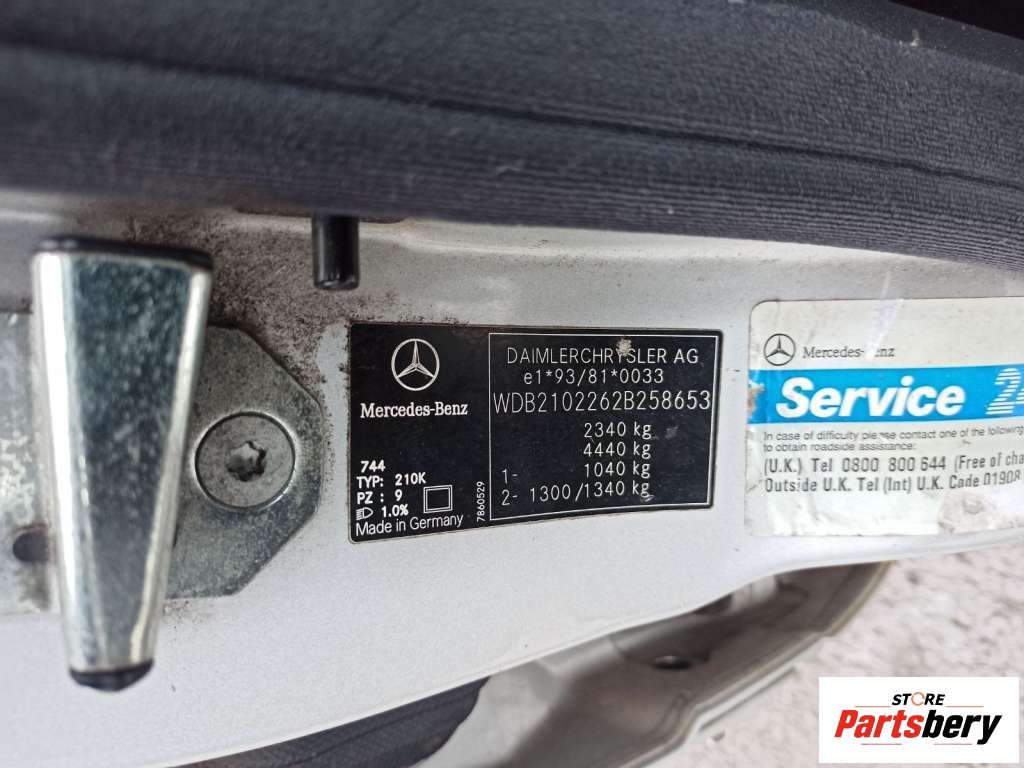 Mercedes-Benz
744
TYP: 210K
PZ : 9
1.0%
Made in Germany
7860529
DAIMLERCHRYSLER AG
e1*93/81*0033
WDB2102262B258653
2340 kg
4440 kg
1- 1040 kg
2- 1300/1340 kg
Mercedes-Benz
Service 2
In case of difficulty please contact one of the following
to obtain roadside assistance:
(U.K.) Tel 0800 800 644 (Free of cha
Outside U.K. Tel (Int) U.K. Code 01908
STORE
Partsbery